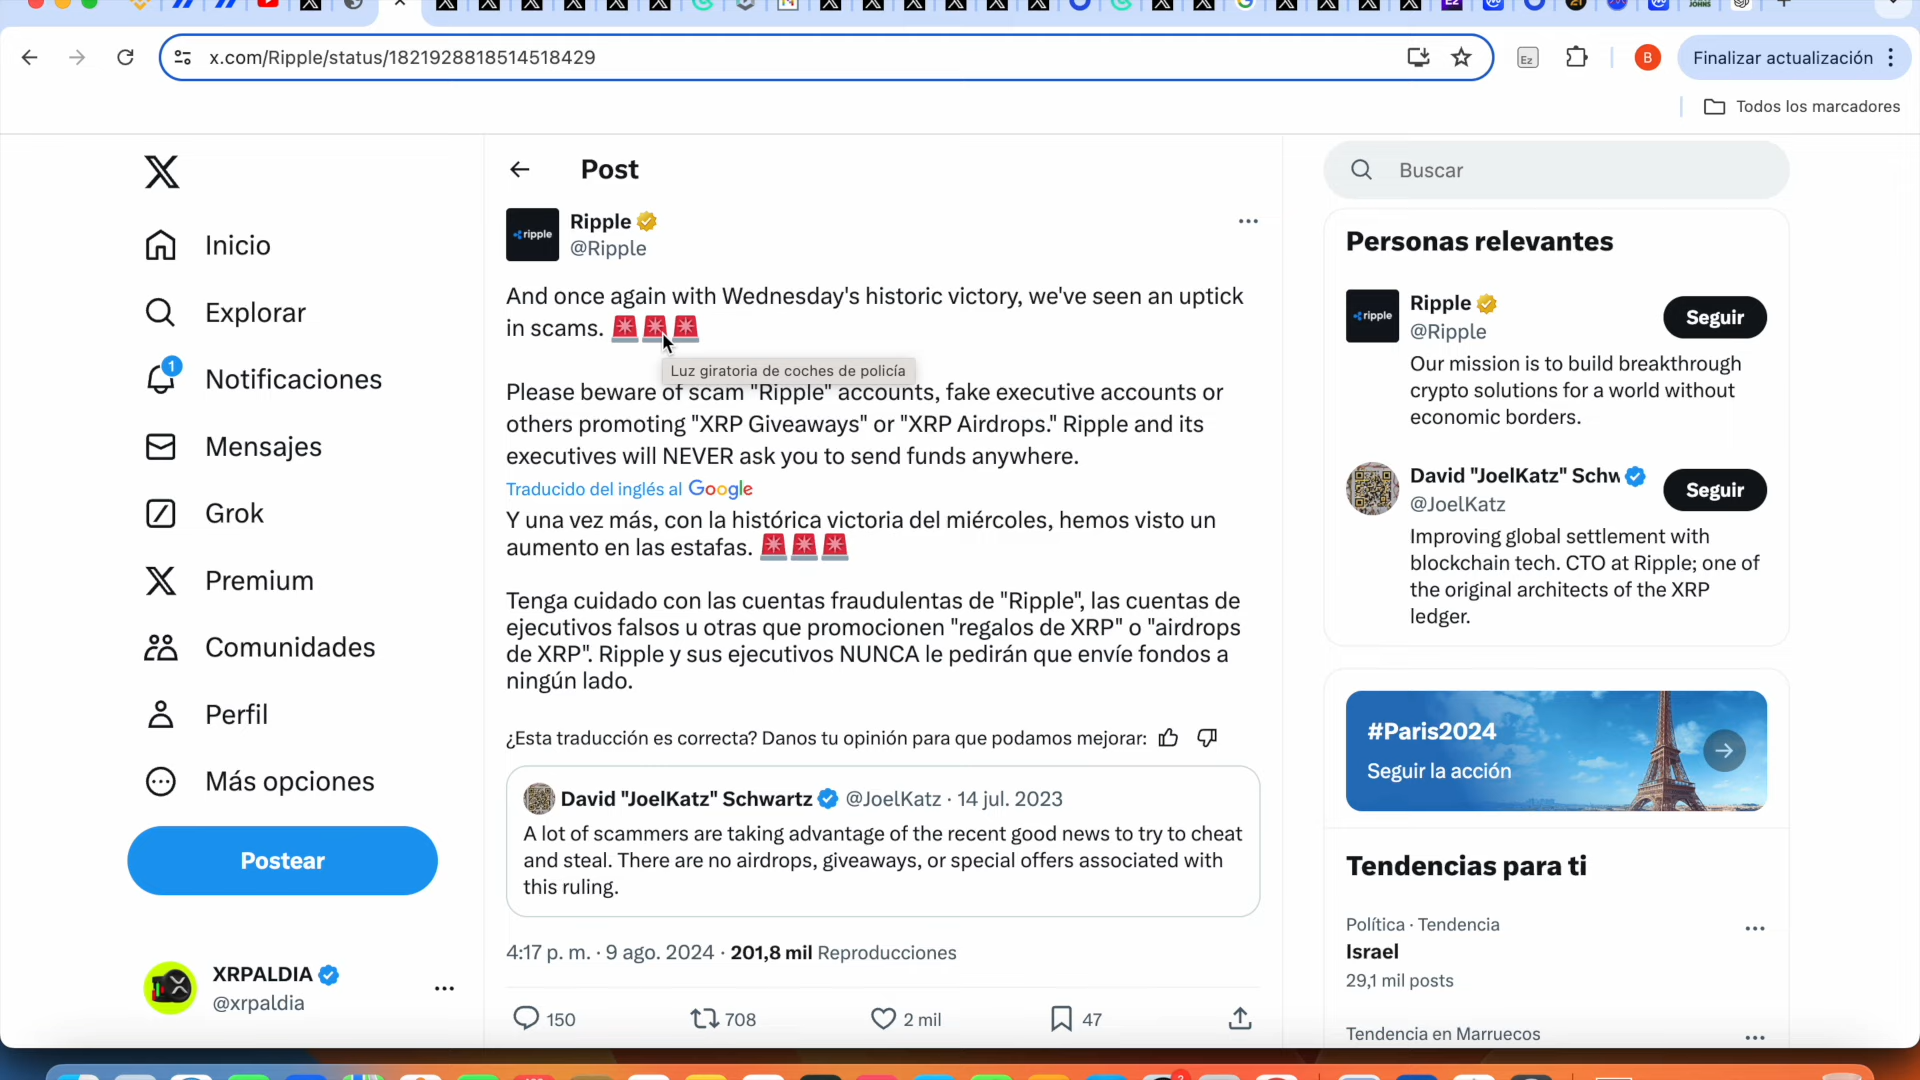 x.com/Ripple/status/1821928818514518429
Ez
B
Finalizar actualización
Todos los marcadores
Inicio
Explorar
1
Notificaciones
Mensajes
Grok
Premium
Comunidades
Perfil
Más opciones
Postear
XRPALDIA
@xrpaldia
Post
ripple
Ripple
@Ripple
And once again with Wednesday's historic victory, we've seen an uptick
in scams. 🚨🚨🚨
Luz giratoria de coches de policía
Please beware of scam "Ripple" accounts, fake executive accounts or
others promoting "XRP Giveaways" or "XRP Airdrops." Ripple and its
executives will NEVER ask you to send funds anywhere.
Traducido del inglés al Google
Y una vez más, con la histórica victoria del miércoles, hemos visto un
aumento en las estafas. 🚨🚨🚨
Tenga cuidado con las cuentas fraudulentas de "Ripple", las cuentas de
ejecutivos falsos u otras que promocionen "regalos de XRP" o "airdrops
de XRP". Ripple y sus ejecutivos NUNCA le pedirán que envíe fondos a
ningún lado.
¿Esta traducción es correcta? Danos tu opinión para que podamos mejorar:
David "JoelKatz" Schwartz @JoelKatz · 14 jul. 2023
A lot of scammers are taking advantage of the recent good news to try to cheat
and steal. There are no airdrops, giveaways, or special offers associated with
this ruling.
4:17 p. m. · 9 ago. 2024 · 201,8 mil Reproducciones
150
708
2 mil
47
Buscar
Personas relevantes
ripple
Ripple
@Ripple
Seguir
Our mission is to build breakthrough
crypto solutions for a world without
economic borders.
David "JoelKatz" Schw
@JoelKatz
Seguir
Improving global settlement with
blockchain tech. CTO at Ripple; one of
the original architects of the XRP
ledger.
#Paris2024
Seguir la acción
Tendencias para ti
Política · Tendencia
Israel
29,1 mil posts
Tendencia en Marruecos